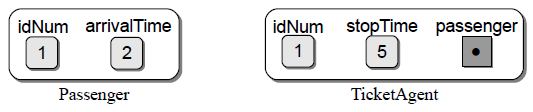 idNum arrivalTime
1 2
Passenger
idNum stopTime passenger
1 5
TicketAgent